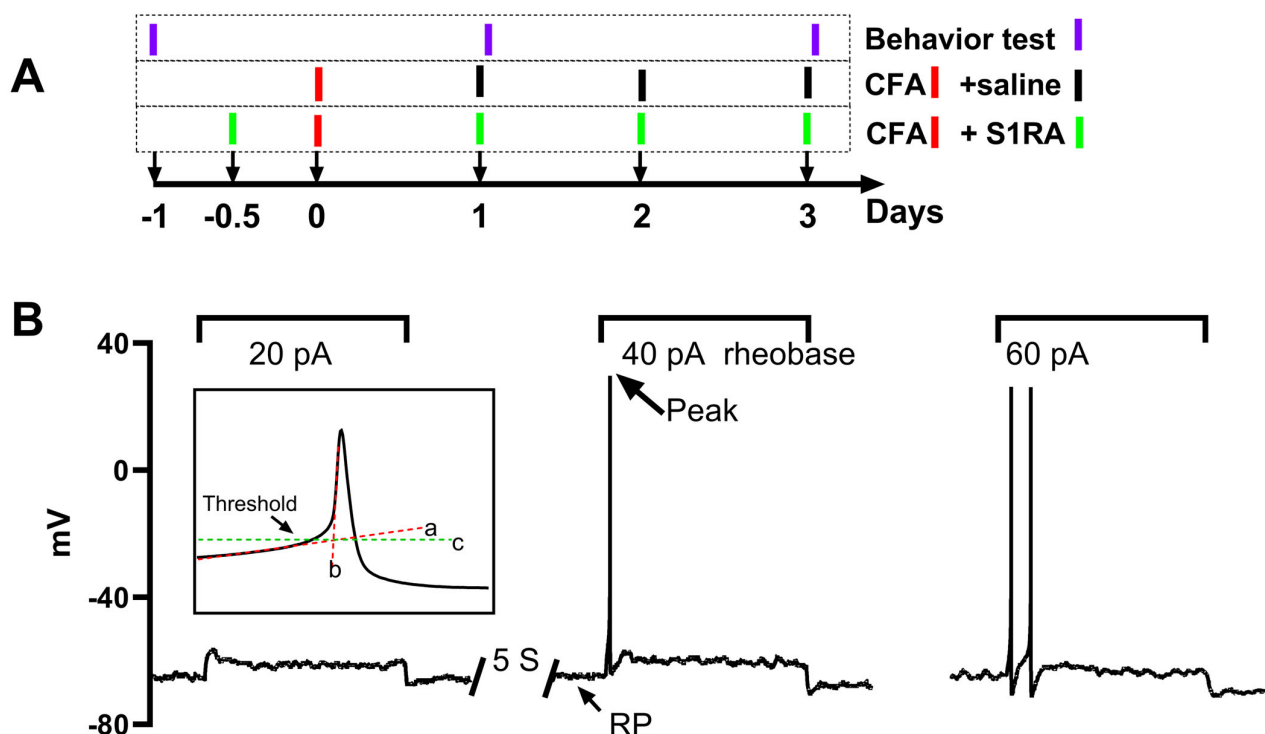 A
Behavior test
CFA +saline
CFA + S1RA
-1 -0.5 0 1 2 3 Days
B
40
0
-40
-80
mV
20 pA
40 pA rheobase
60 pA
Peak
Threshold
a
c
b
5 S
RP